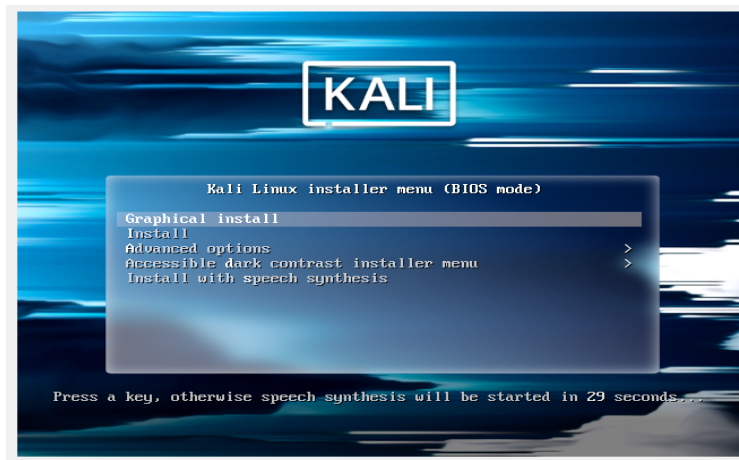 KALI
Kali Linux installer menu (BIOS mode)
Graphical install
Install
Advanced options >
Accessible dark contrast installer menu >
Install with speech synthesis
Press a key, otherwise speech synthesis will be started in 29 seconds...